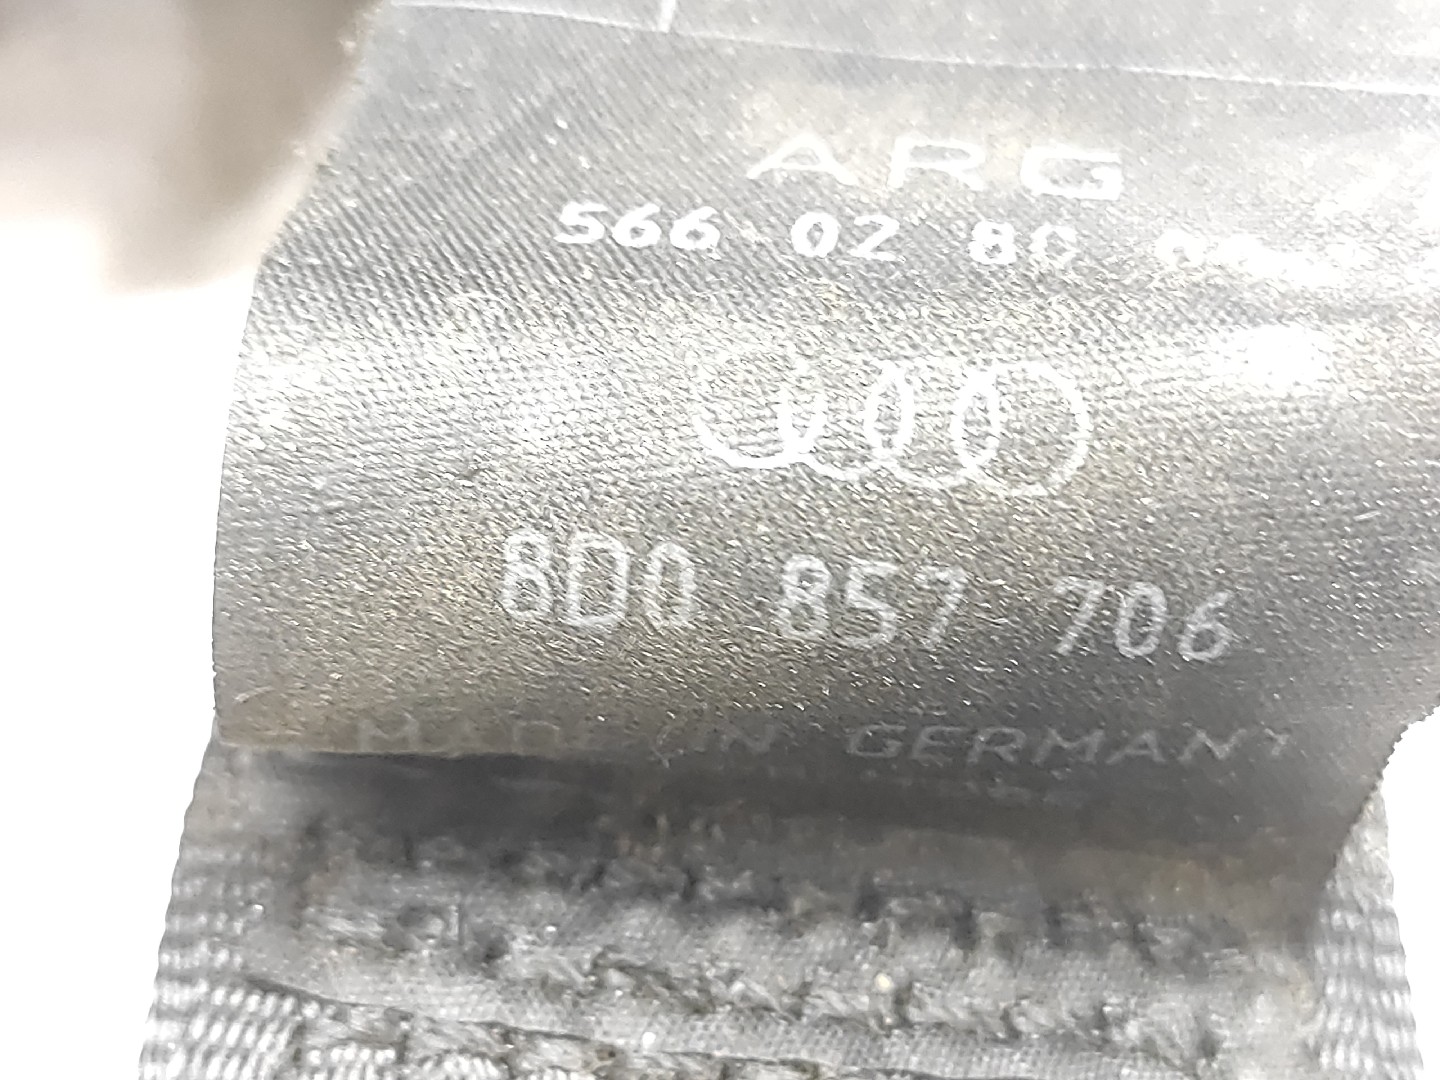 ARG
566 02 80
8D0 857 706
MADE IN GERMANY